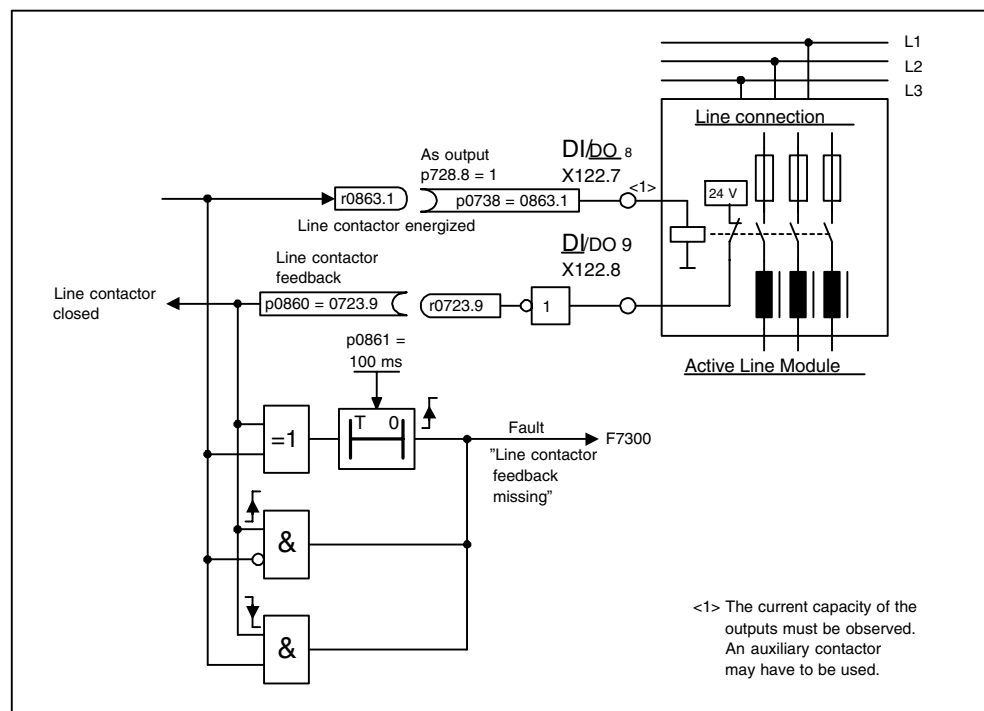 L1
L2
L3
Line connection
24 V
Active Line Module
As output
p728.8 = 1
DI/DO 8
X122.7
<1>
r0863.1
p0738 = 0863.1
Line contactor energized
Line contactor
feedback
DI/DO 9
X122.8
Line contactor
closed
p0860 = 0723.9
r0723.9
1
p0861 =
100 ms
=1
T 0
Fault
F7300
"Line contactor
feedback
missing"
&
&
<1> The current capacity of the
outputs must be observed.
An auxiliary contactor
may have to be used.